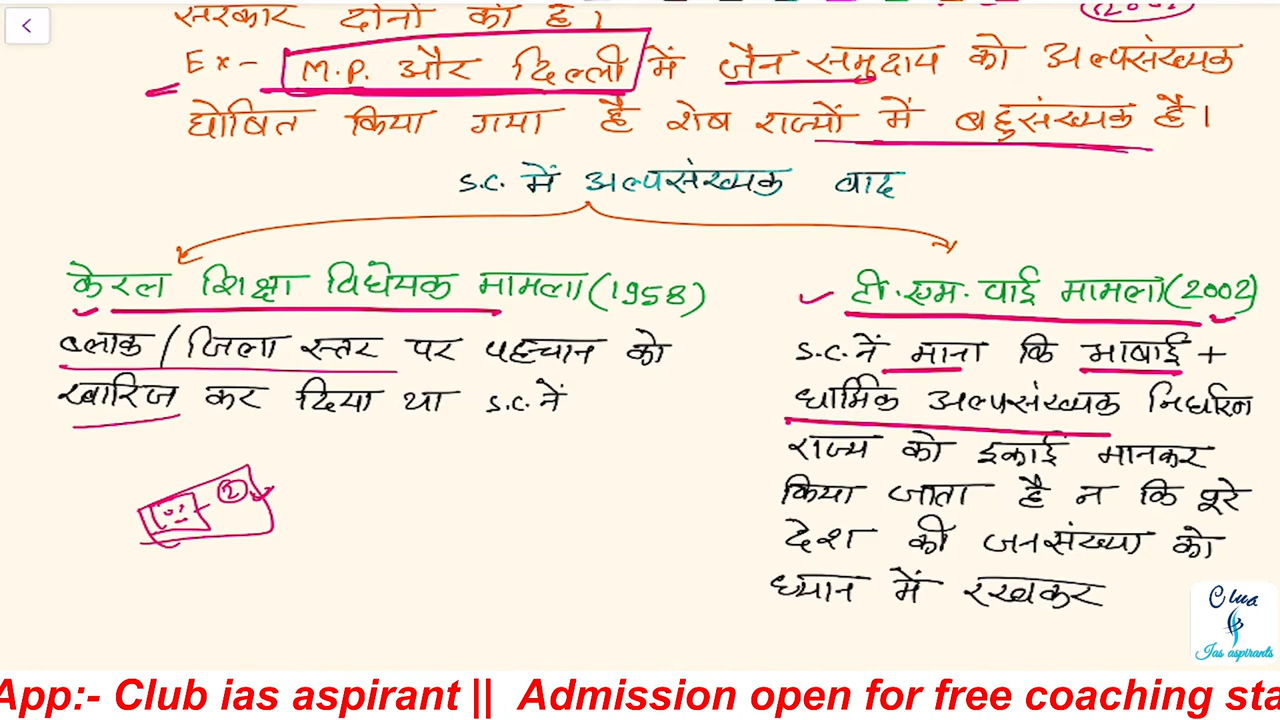 सरकार दोनों को है।
(2002)
Ex- M.P. और दिल्ली में जैन समुदाय को अल्पसंख्यक
घोषित किया गया है शेष राज्यों में बहुसंख्यक है।
S.C. में अल्पसंख्यक वाद
केरल शिक्षा विधेयक मामला (1958)
ब्लाक / जिला स्तर पर पहचान को
खारिज कर दिया था S.C. नें
टी. एम. वाई मामला (2002)
S.C. नें माना कि भाषाई +
धार्मिक अल्पसंख्यक निर्धारण
राज्य को इकाई मानकर
किया जाता है न कि पूरे
देश की जनसंख्या को
ध्यान में रखकर
2
Club
Ias aspirants
App:- Club ias aspirant || Admission open for free coaching sta